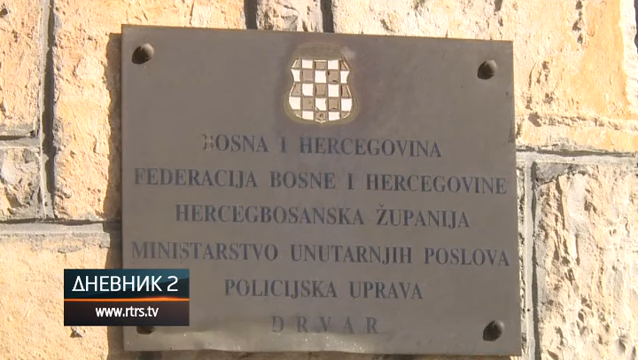 BOSNA I HERCEGOVINA
FEDERACIJA BOSNE I HERCEGOVINE
HERCEGBOSANSKA ŽUPANIJA
MINISTARSTVO UNUTARNJIH POSLOVA
POLICIJSKA UPRAVA
DRVAR
ДНЕВНИК 2
www.rtrs.tv